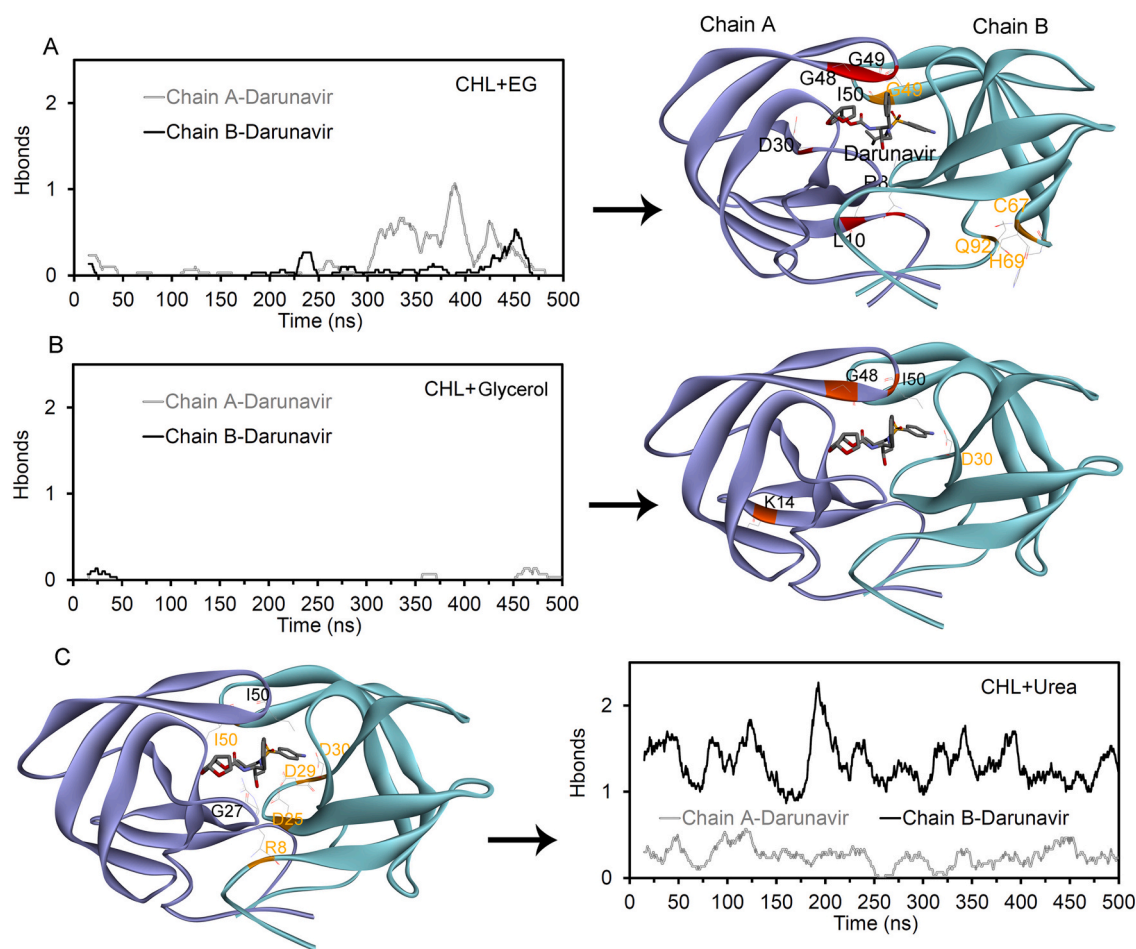 A
CHL+EG
Chain A-Darunavir
Chain B-Darunavir
Hbonds
2
1
0
0 50 100 150 200 250 300 350 400 450 500
Time (ns)
Chain A
Chain B
G49
G48
G49
I50
D30
Darunavir
R8
L10
C67
Q92
H69
B
CHL+Glycerol
Chain A-Darunavir
Chain B-Darunavir
Hbonds
2
1
0
0 50 100 150 200 250 300 350 400 450 500
Time (ns)
G48
I50
D30
K14
C
I50
I50
D30
D29
G27
D25
R8
CHL+Urea
Hbonds
2
1
0
Chain A-Darunavir
Chain B-Darunavir
0 50 100 150 200 250 300 350 400 450 500
Time (ns)